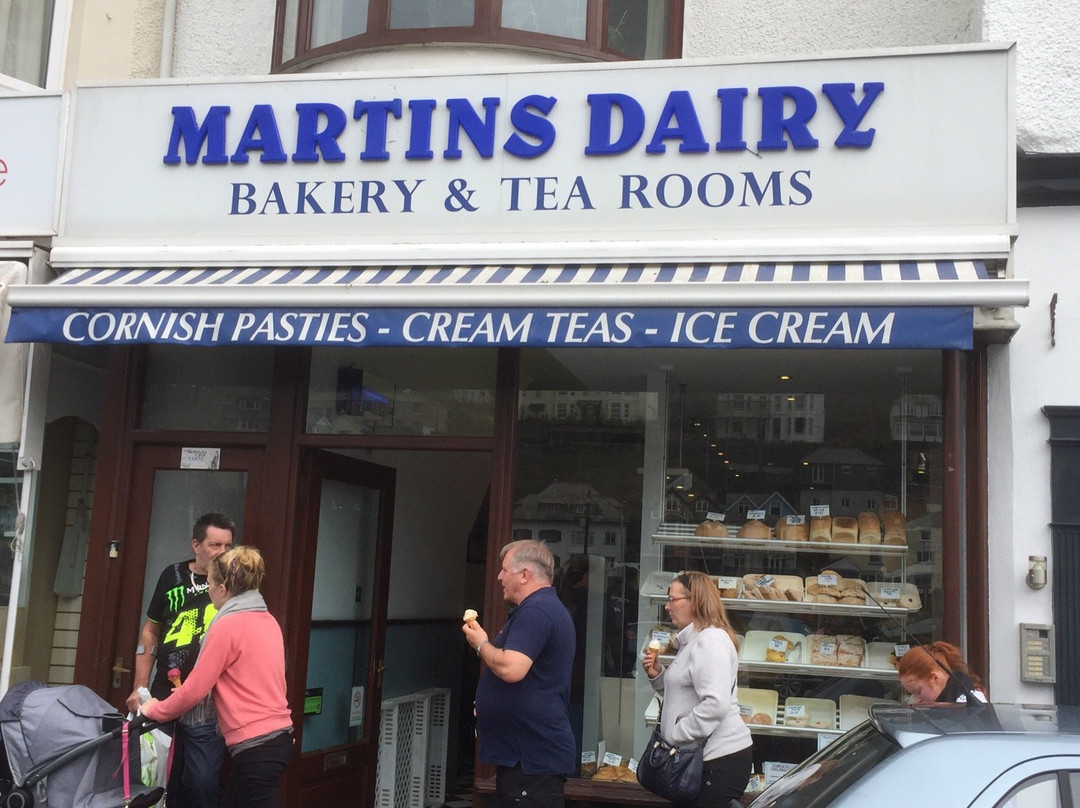 MARTINS DAIRY
BAKERY & TEA ROOMS
CORNISH PASTIES - CREAM TEAS - ICE CREAM